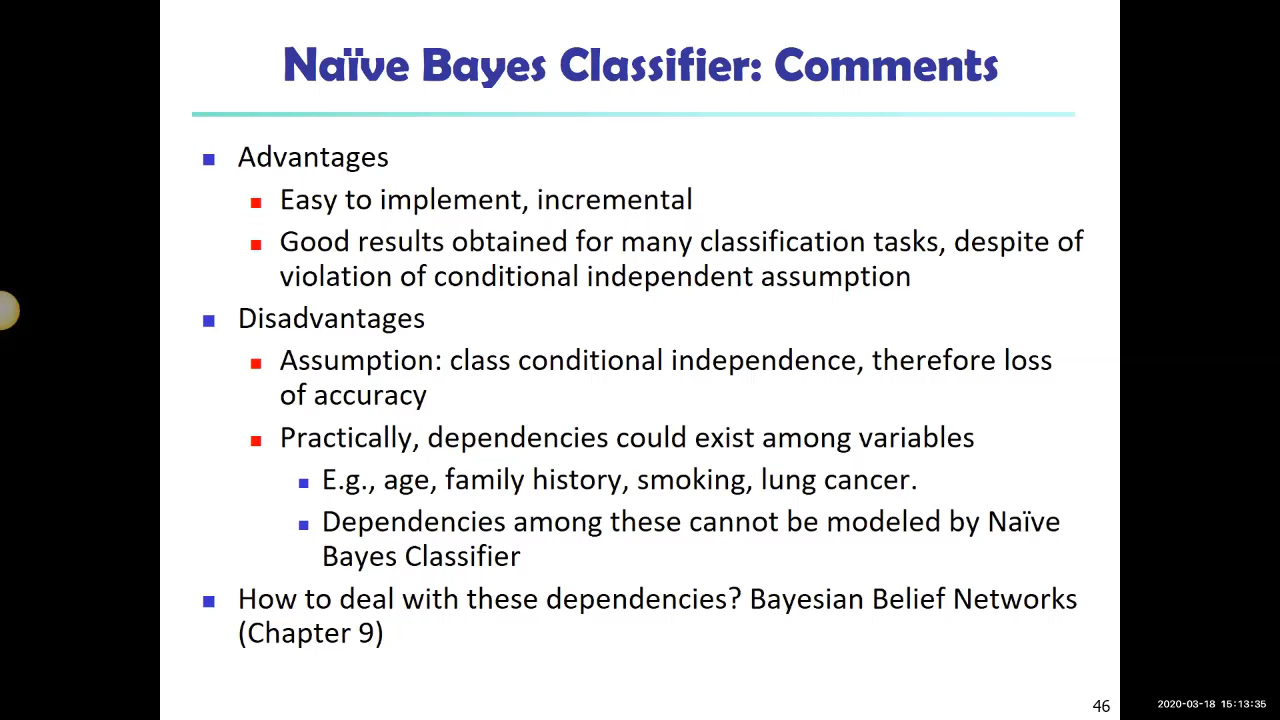 Naïve Bayes Classifier: Comments
Advantages
Easy to implement, incremental
Good results obtained for many classification tasks, despite of
violation of conditional independent assumption
Disadvantages
Assumption: class conditional independence, therefore loss
of accuracy
Practically, dependencies could exist among variables
E.g., age, family history, smoking, lung cancer.
Dependencies among these cannot be modeled by Naïve
Bayes Classifier
How to deal with these dependencies? Bayesian Belief Networks
(Chapter 9)
46
2020-03-18 15:13:35